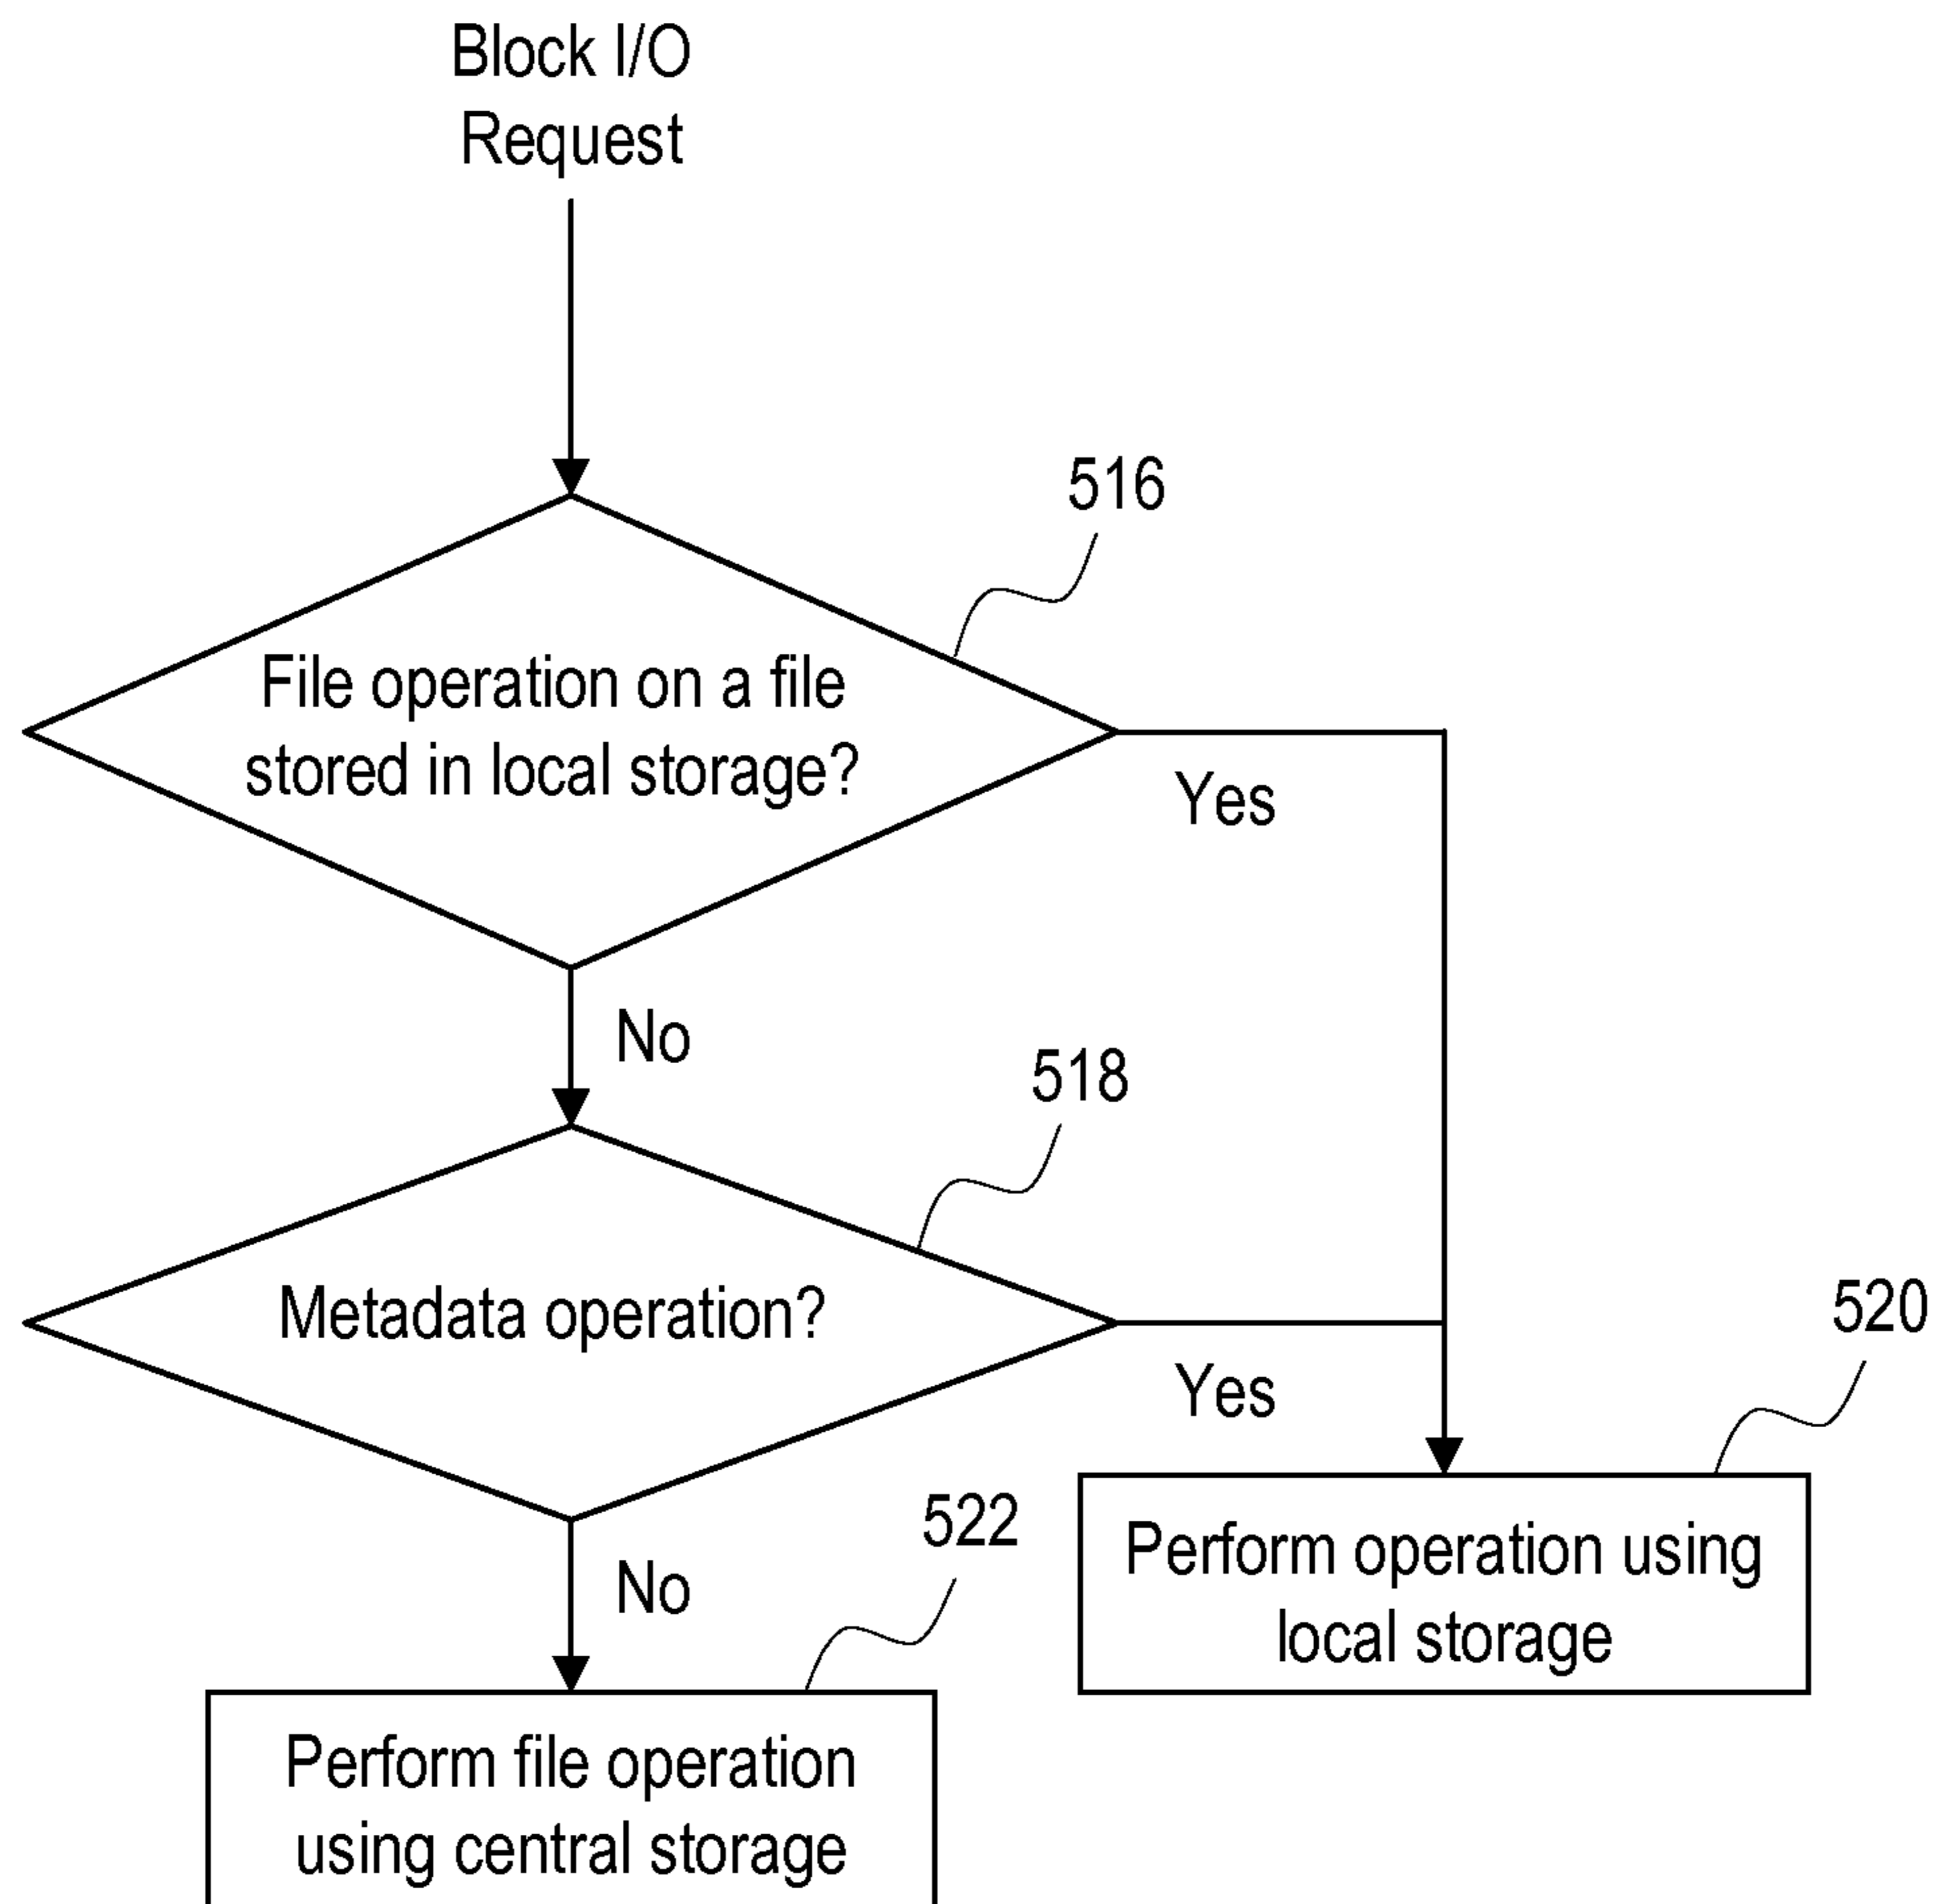 Block I/O
Request
516
File operation on a file
stored in local storage?
Yes
No
518
Metadata operation?
Yes
520
Perform operation using
local storage
No
522
Perform file operation
using central storage